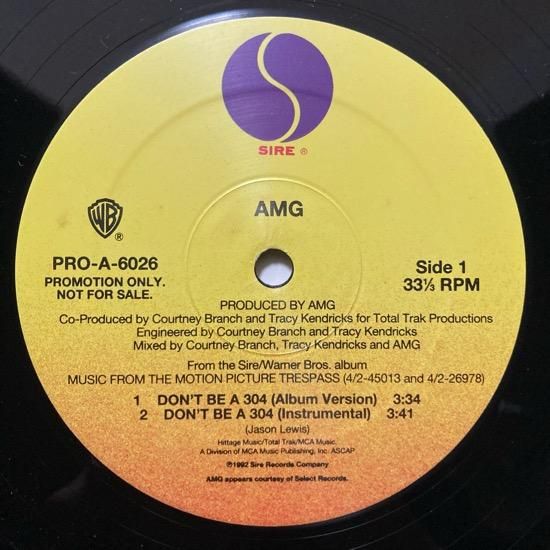 SIRE ®
AMG
WB ®
PRO-A-6026
PROMOTION ONLY.
NOT FOR SALE.
Side 1
33⅓ RPM
PRODUCED BY AMG
Co-Produced by Courtney Branch and Tracy Kendricks for Total Trak Productions
Engineered by Courtney Branch and Tracy Kendricks
Mixed by Courtney Branch, Tracy Kendricks and AMG
From the Sire/Warner Bros. album
MUSIC FROM THE MOTION PICTURE TRESPASS (4/2-45013 and 4/2-26978)
1 DON'T BE A 304 (Album Version) 3:34
2 DON'T BE A 304 (Instrumental) 3:41
(Jason Lewis)
Hittage Music/Total Trak/MCA Music.
A Division of MCA Music Publishing, Inc. ASCAP
℗1992 Sire Records Company
AMG appears courtesy of Select Records.